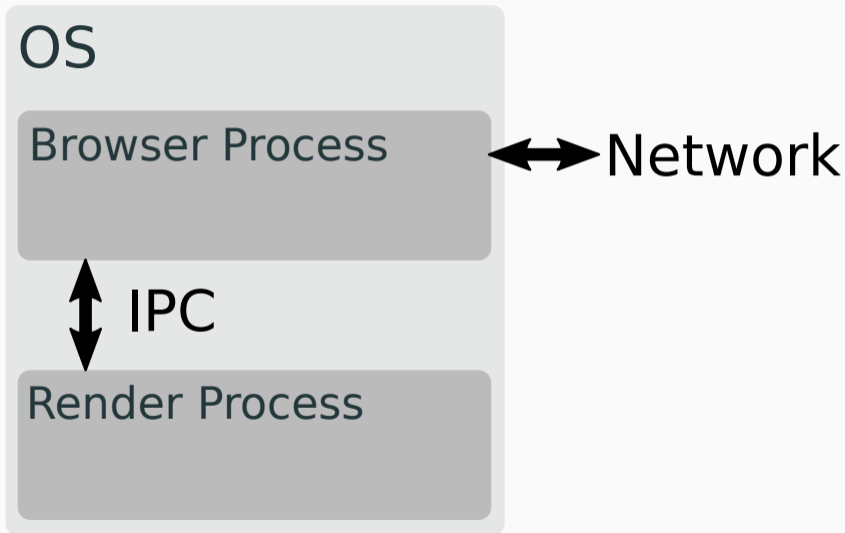 OS
Browser Process
Network
IPC
Render Process